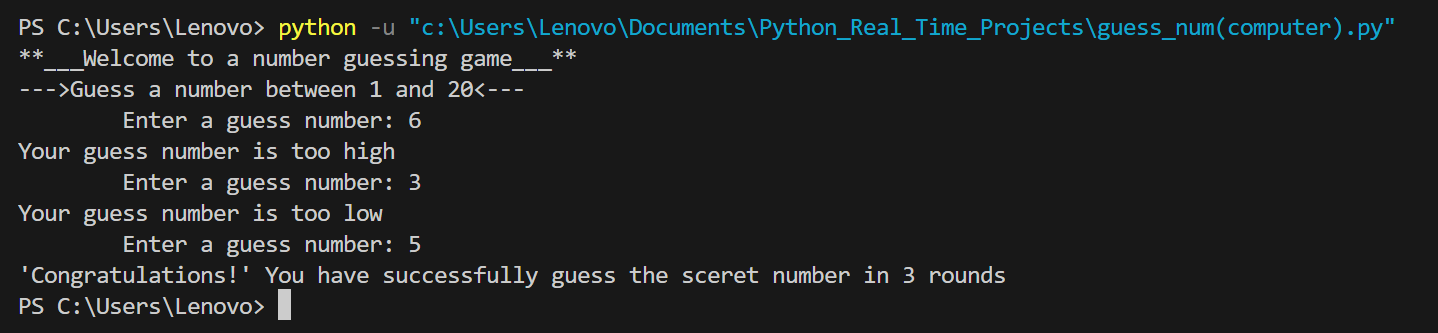 PS C:\Users\Lenovo> python -u "c:\Users\Lenovo\Documents\Python_Real_Time_Projects\guess_num(computer).py"
**___Welcome to a number guessing game___**
--->Guess a number between 1 and 20<---
        Enter a guess number: 6
Your guess number is too high
        Enter a guess number: 3
Your guess number is too low
        Enter a guess number: 5
'Congratulations!' You have successfully guess the sceret number in 3 rounds
PS C:\Users\Lenovo>